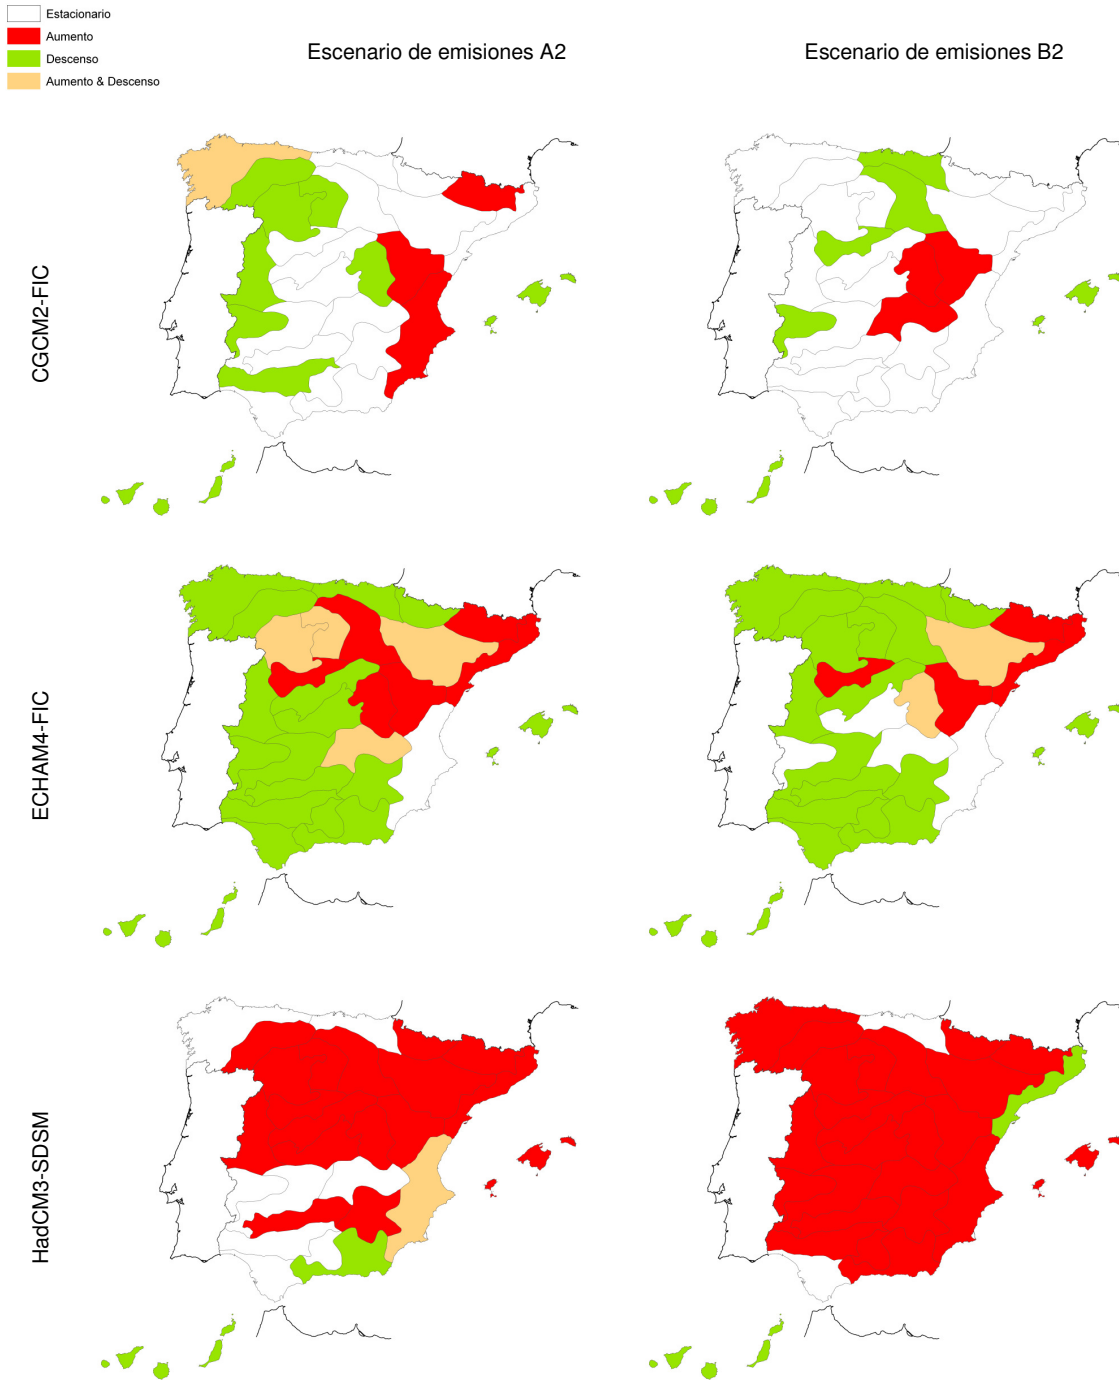 Estacionario
Aumento
Descenso
Aumento & Descenso
Escenario de emisiones A2
Escenario de emisiones B2
CGCM2-FIC
ECHAM4-FIC
HadCM3-SDSM